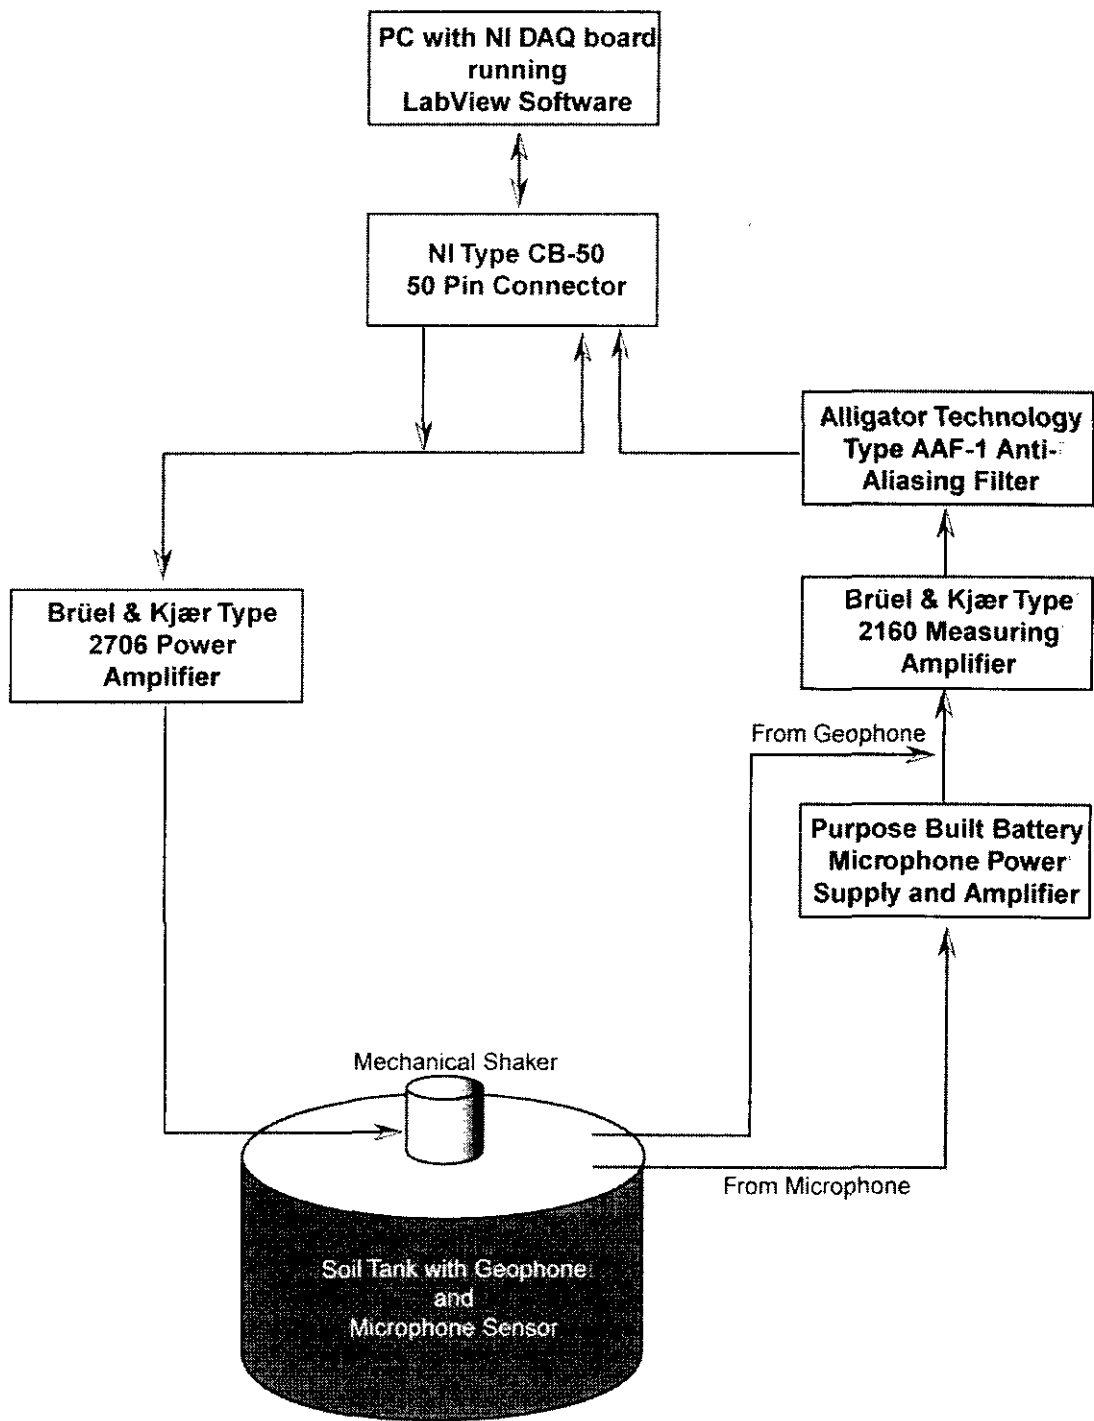 PC with NI DAQ board
running
LabView Software
NI Type CB-50
50 Pin Connector
Alligator Technology
Type AAF-1 Anti-
Aliasing Filter
Brüel & Kjær Type
2706 Power
Amplifier
Brüel & Kjær Type
2160 Measuring
Amplifier
From Geophone
Purpose Built Battery
Microphone Power
Supply and Amplifier
Mechanical Shaker
From Microphone
Soil Tank with Geophone
and
Microphone Sensor